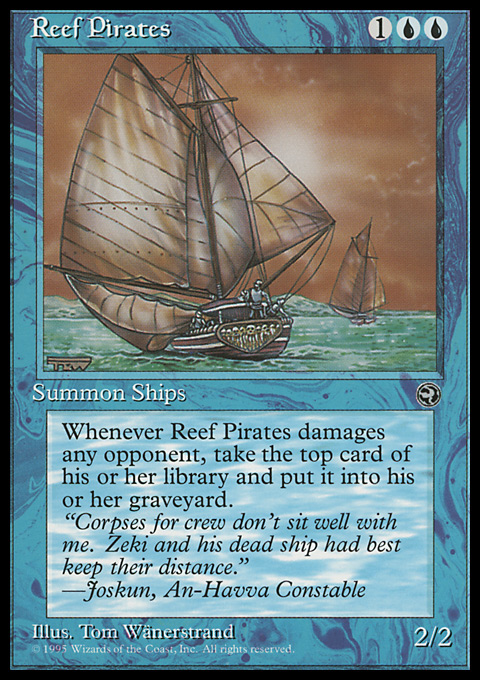 Reef Pirates
1
TKW
Summon Ships
Whenever Reef Pirates damages
any opponent, take the top card of
his or her library and put it into his
or her graveyard.
“Corpses for crew don't sit well with
me. Zeki and his dead ship had best
keep their distance.”
—Joskun, An-Havva Constable
Illus. Tom Wänerstrand
2/2
© 1995 Wizards of the Coast, Inc. All rights reserved.